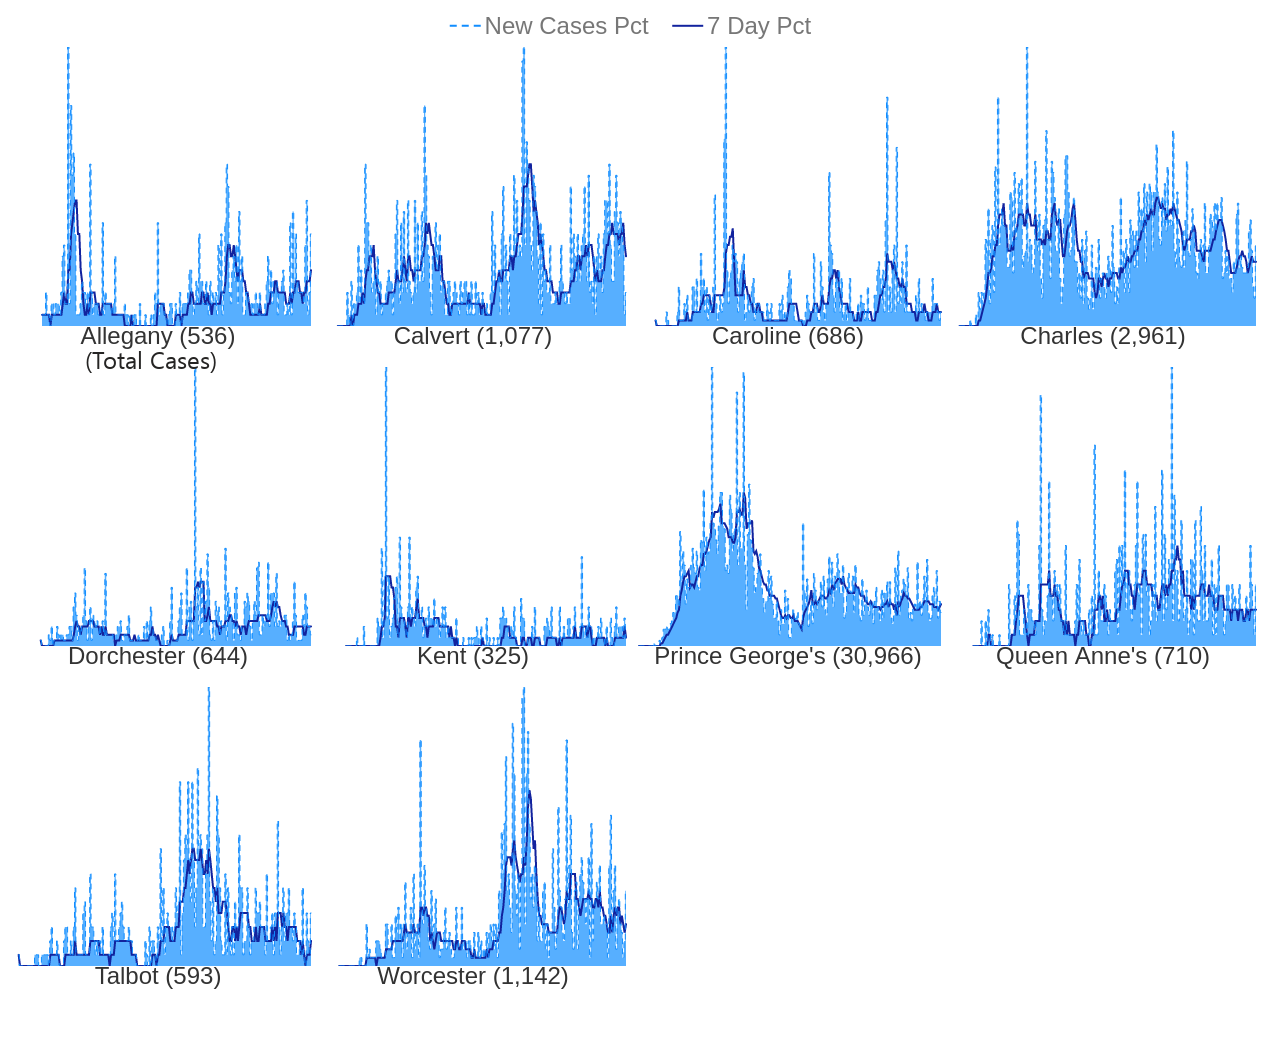 New Cases Pct 7 Day Pct
Allegany (536) Calvert (1,077) Caroline (686) Charles (2,961)
(Total Cases)
Dorchester (644) Kent (325) Prince George's (30,966) Queen Anne's (710)
Talbot (593) Worcester (1,142)